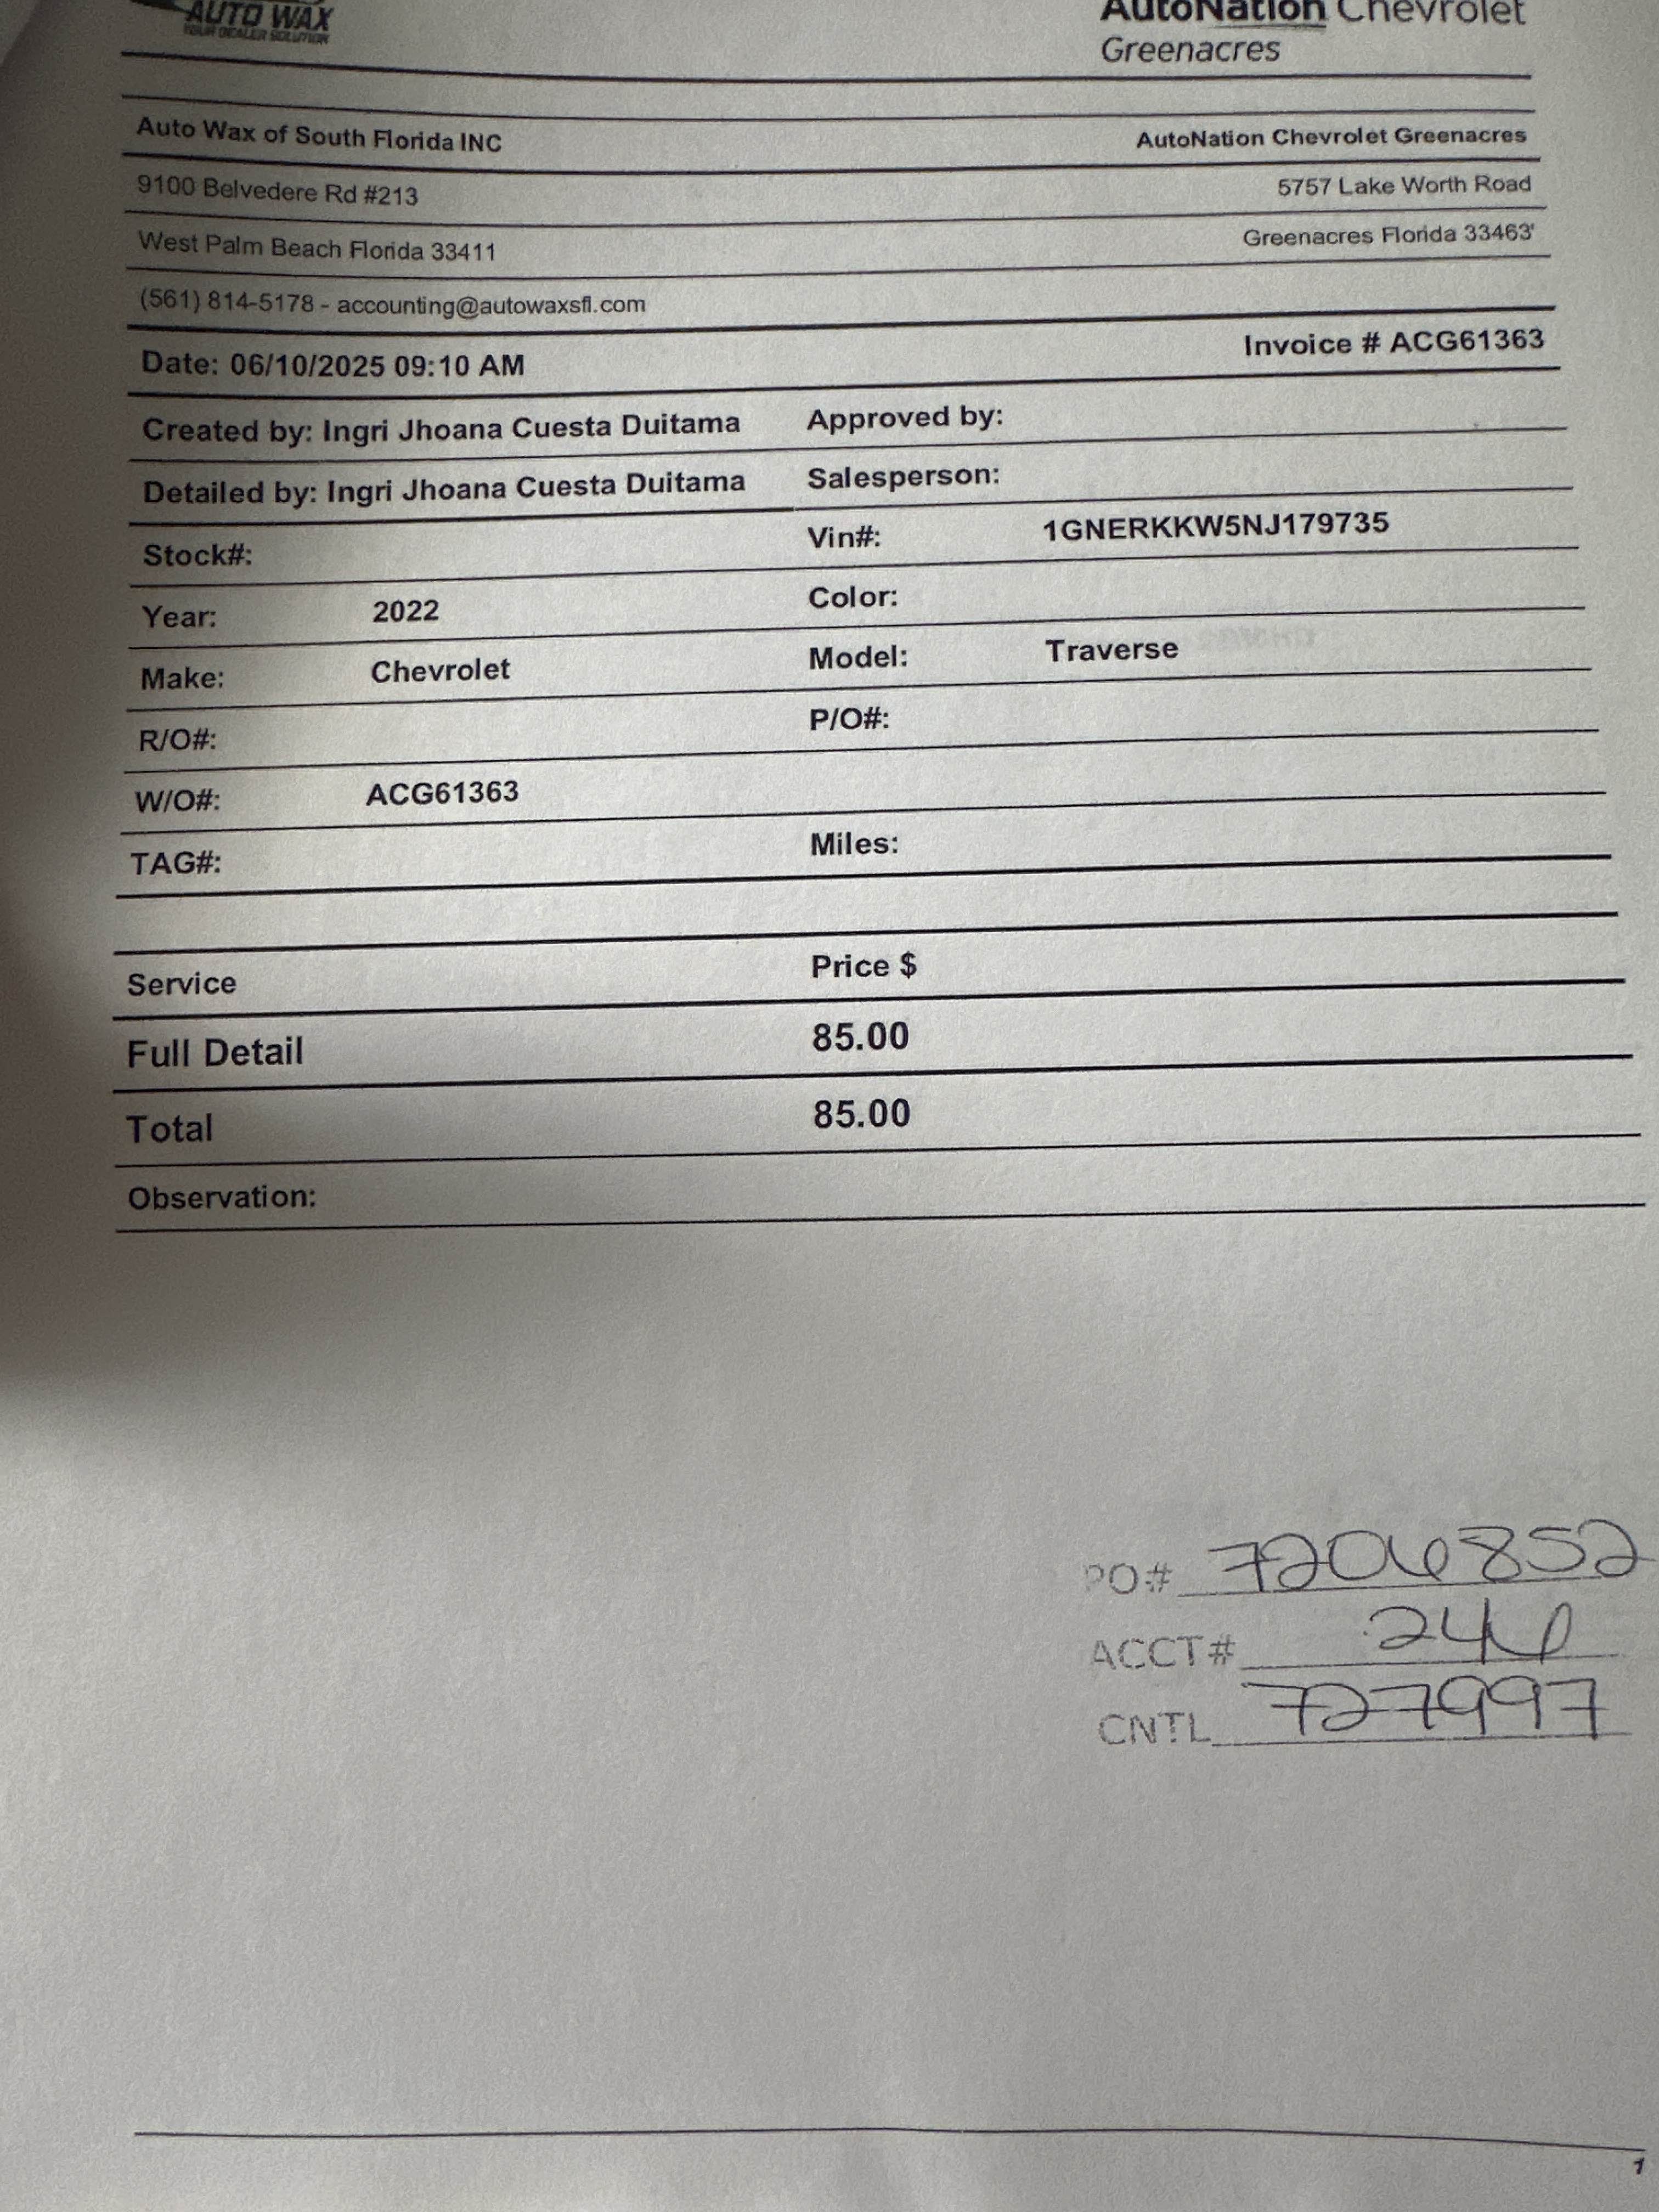 AUTO WAX
YOUR DEALER SOLUTION
AutoNation Chevrolet
Greenacres
Auto Wax of South Florida INC
AutoNation Chevrolet Greenacres
9100 Belvedere Rd #213
5757 Lake Worth Road
West Palm Beach Florida 33411
Greenacres Florida 33463'
(561) 814-5178 - accounting@autowaxsfl.com
Date: 06/10/2025 09:10 AM
Invoice # ACG61363
Created by: Ingri Jhoana Cuesta Duitama
Approved by:
Detailed by: Ingri Jhoana Cuesta Duitama
Salesperson:
Stock#:
Vin#: 1GNERKKW5NJ179735
Year: 2022
Color:
Make: Chevrolet
Model: Traverse
R/O#:
P/O#:
W/O#: ACG61363
TAG#:
Miles:
Service Price $
Full Detail 85.00
Total 85.00
Observation:
PO# 7206852
ACCT# 246
CNTL 727997
1